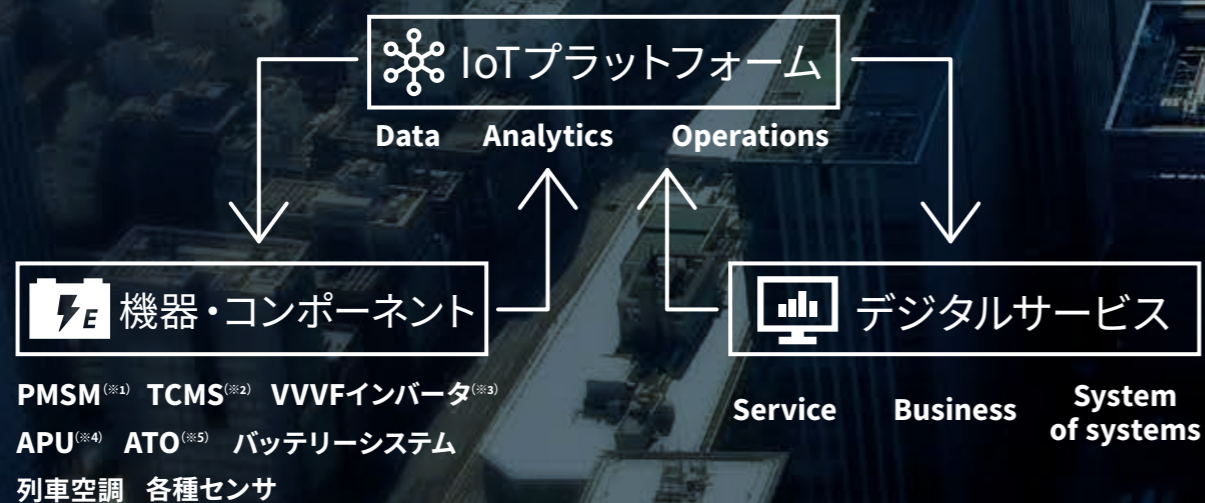 IoTプラットフォーム
Data Analytics Operations
E 機器・コンポーネント
デジタルサービス
PMSM(※1) TCMS(※2) VVVFインバータ(※3)
APU(※4) ATO(※5) バッテリーシステム
列車空調 各種センサ
Service Business System
of systems